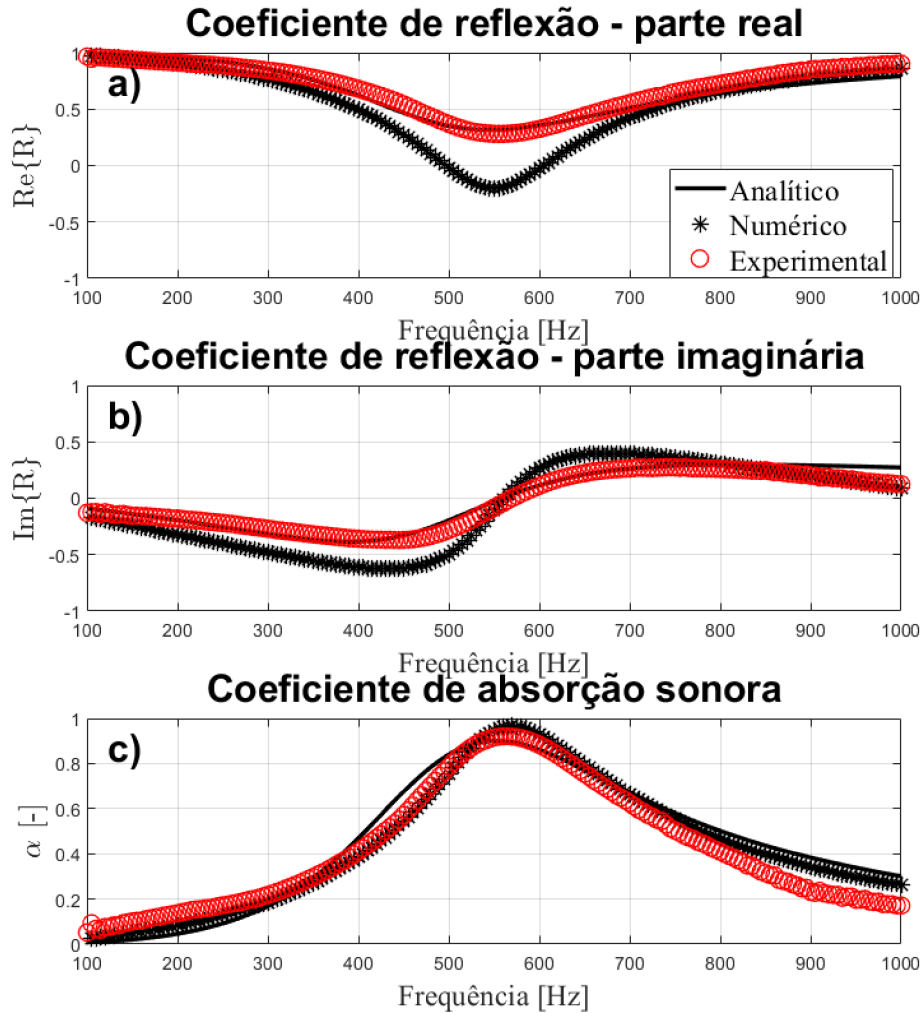 Coeficiente de reflexão - parte real
a)
1
0.5
0
-0.5
-1
Re{R}
Analítico
Numérico
Experimental
100 200 300 400 500 600 700 800 900 1000
Frequência [Hz]
Coeficiente de reflexão - parte imaginária
b)
1
0.5
0
-0.5
-1
Im{R}
100 200 300 400 500 600 700 800 900 1000
Frequência [Hz]
Coeficiente de absorção sonora
c)
1
0.8
0.6
0.4
0.2
0
α [-]
100 200 300 400 500 600 700 800 900 1000
Frequência [Hz]